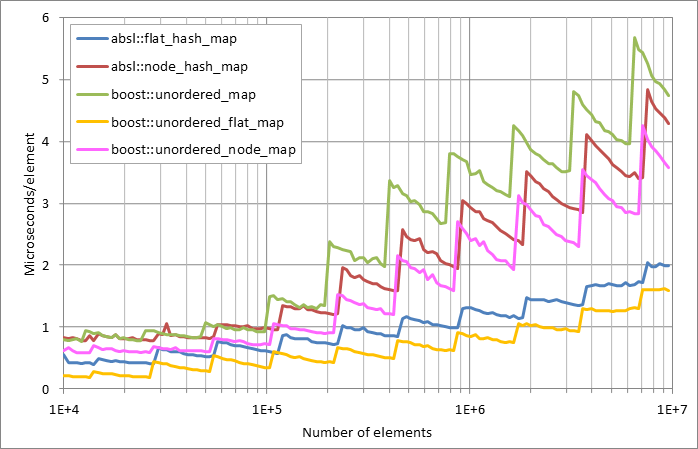 6
absl::flat_hash_map
absl::node_hash_map
boost::unordered_map
boost::unordered_flat_map
boost::unordered_node_map
5
4
3
2
1
0
Microseconds/element
1E+4
1E+5
1E+6
1E+7
Number of elements